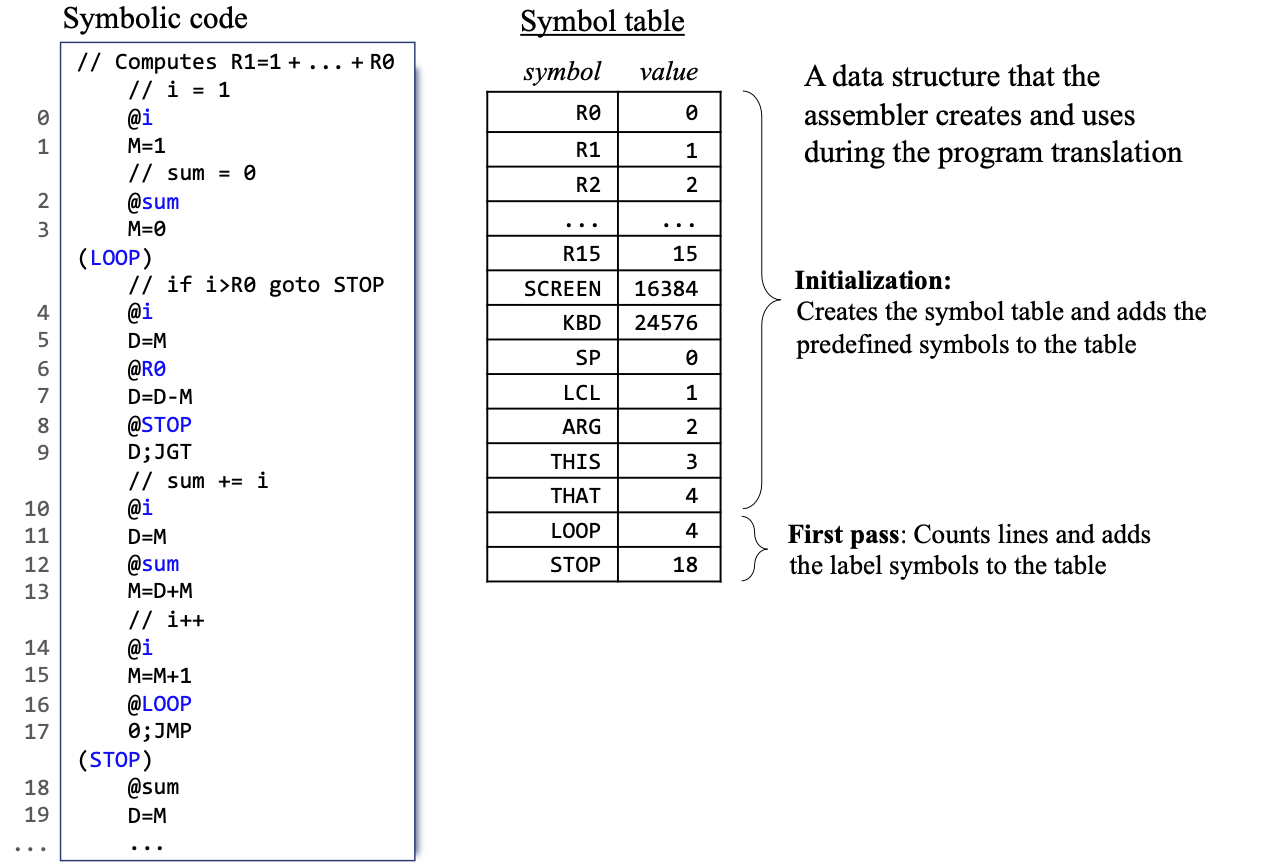 Symbolic code
// Computes R1=1 + ... + R0
// i = 1
0 @i
1 M=1
// sum = 0
2 @sum
3 M=0
(LOOP)
// if i>R0 goto STOP
4 @i
5 D=M
6 @R0
7 D=D-M
8 @STOP
9 D;JGT
// sum += i
10 @i
11 D=M
12 @sum
13 M=D+M
// i++
14 @i
15 M=M+1
16 @LOOP
17 0;JMP
(STOP)
18 @sum
19 D=M
... ...
Symbol table
symbol value
R0 0
R1 1
R2 2
... ...
R15 15
SCREEN 16384
KBD 24576
SP 0
LCL 1
ARG 2
THIS 3
THAT 4
LOOP 4
STOP 18
A data structure that the
assembler creates and uses
during the program translation
Initialization:
Creates the symbol table and adds the
predefined symbols to the table
First pass: Counts lines and adds
the label symbols to the table